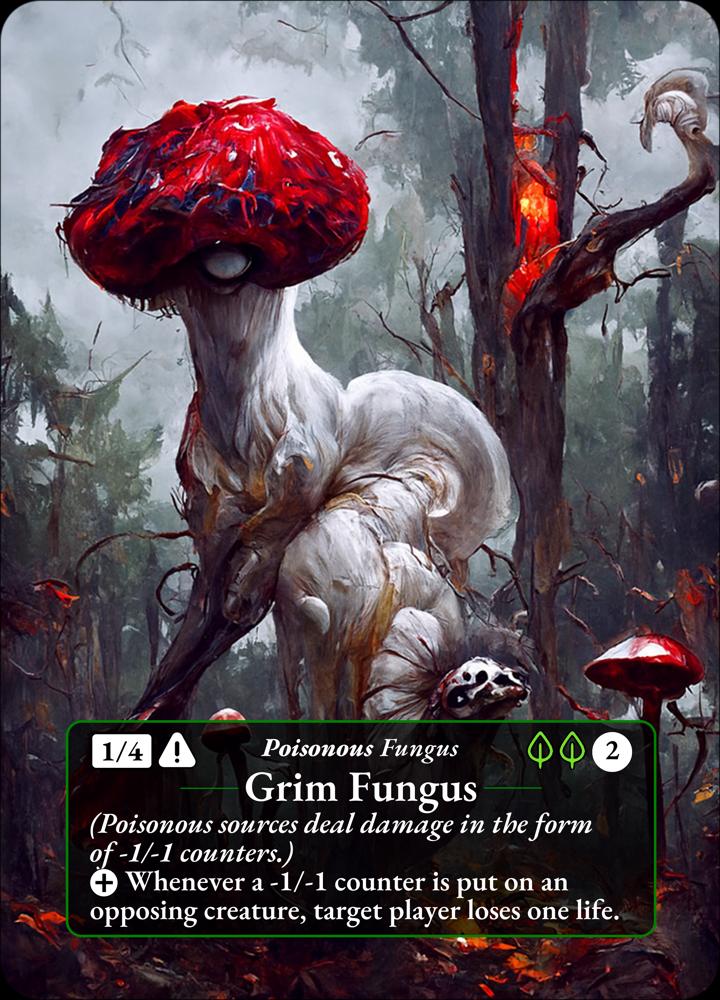 1/4 Poisonous Fungus 2
Grim Fungus
(Poisonous sources deal damage in the form
of -1/-1 counters.)
Whenever a -1/-1 counter is put on an
opposing creature, target player loses one life.